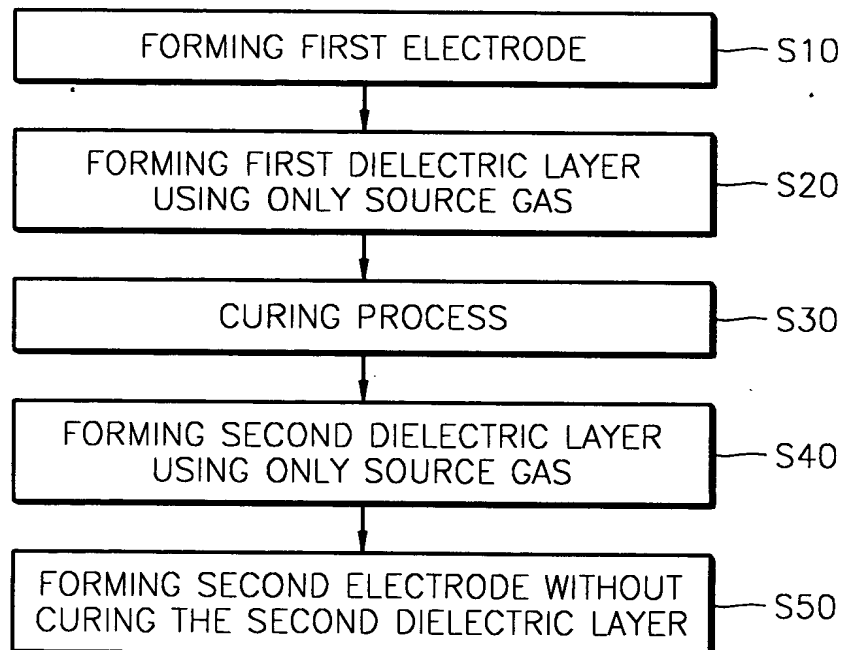 FORMING FIRST ELECTRODE
S10
FORMING FIRST DIELECTRIC LAYER
USING ONLY SOURCE GAS
S20
CURING PROCESS
S30
FORMING SECOND DIELECTRIC LAYER
USING ONLY SOURCE GAS
S40
FORMING SECOND ELECTRODE WITHOUT
CURING THE SECOND DIELECTRIC LAYER
S50